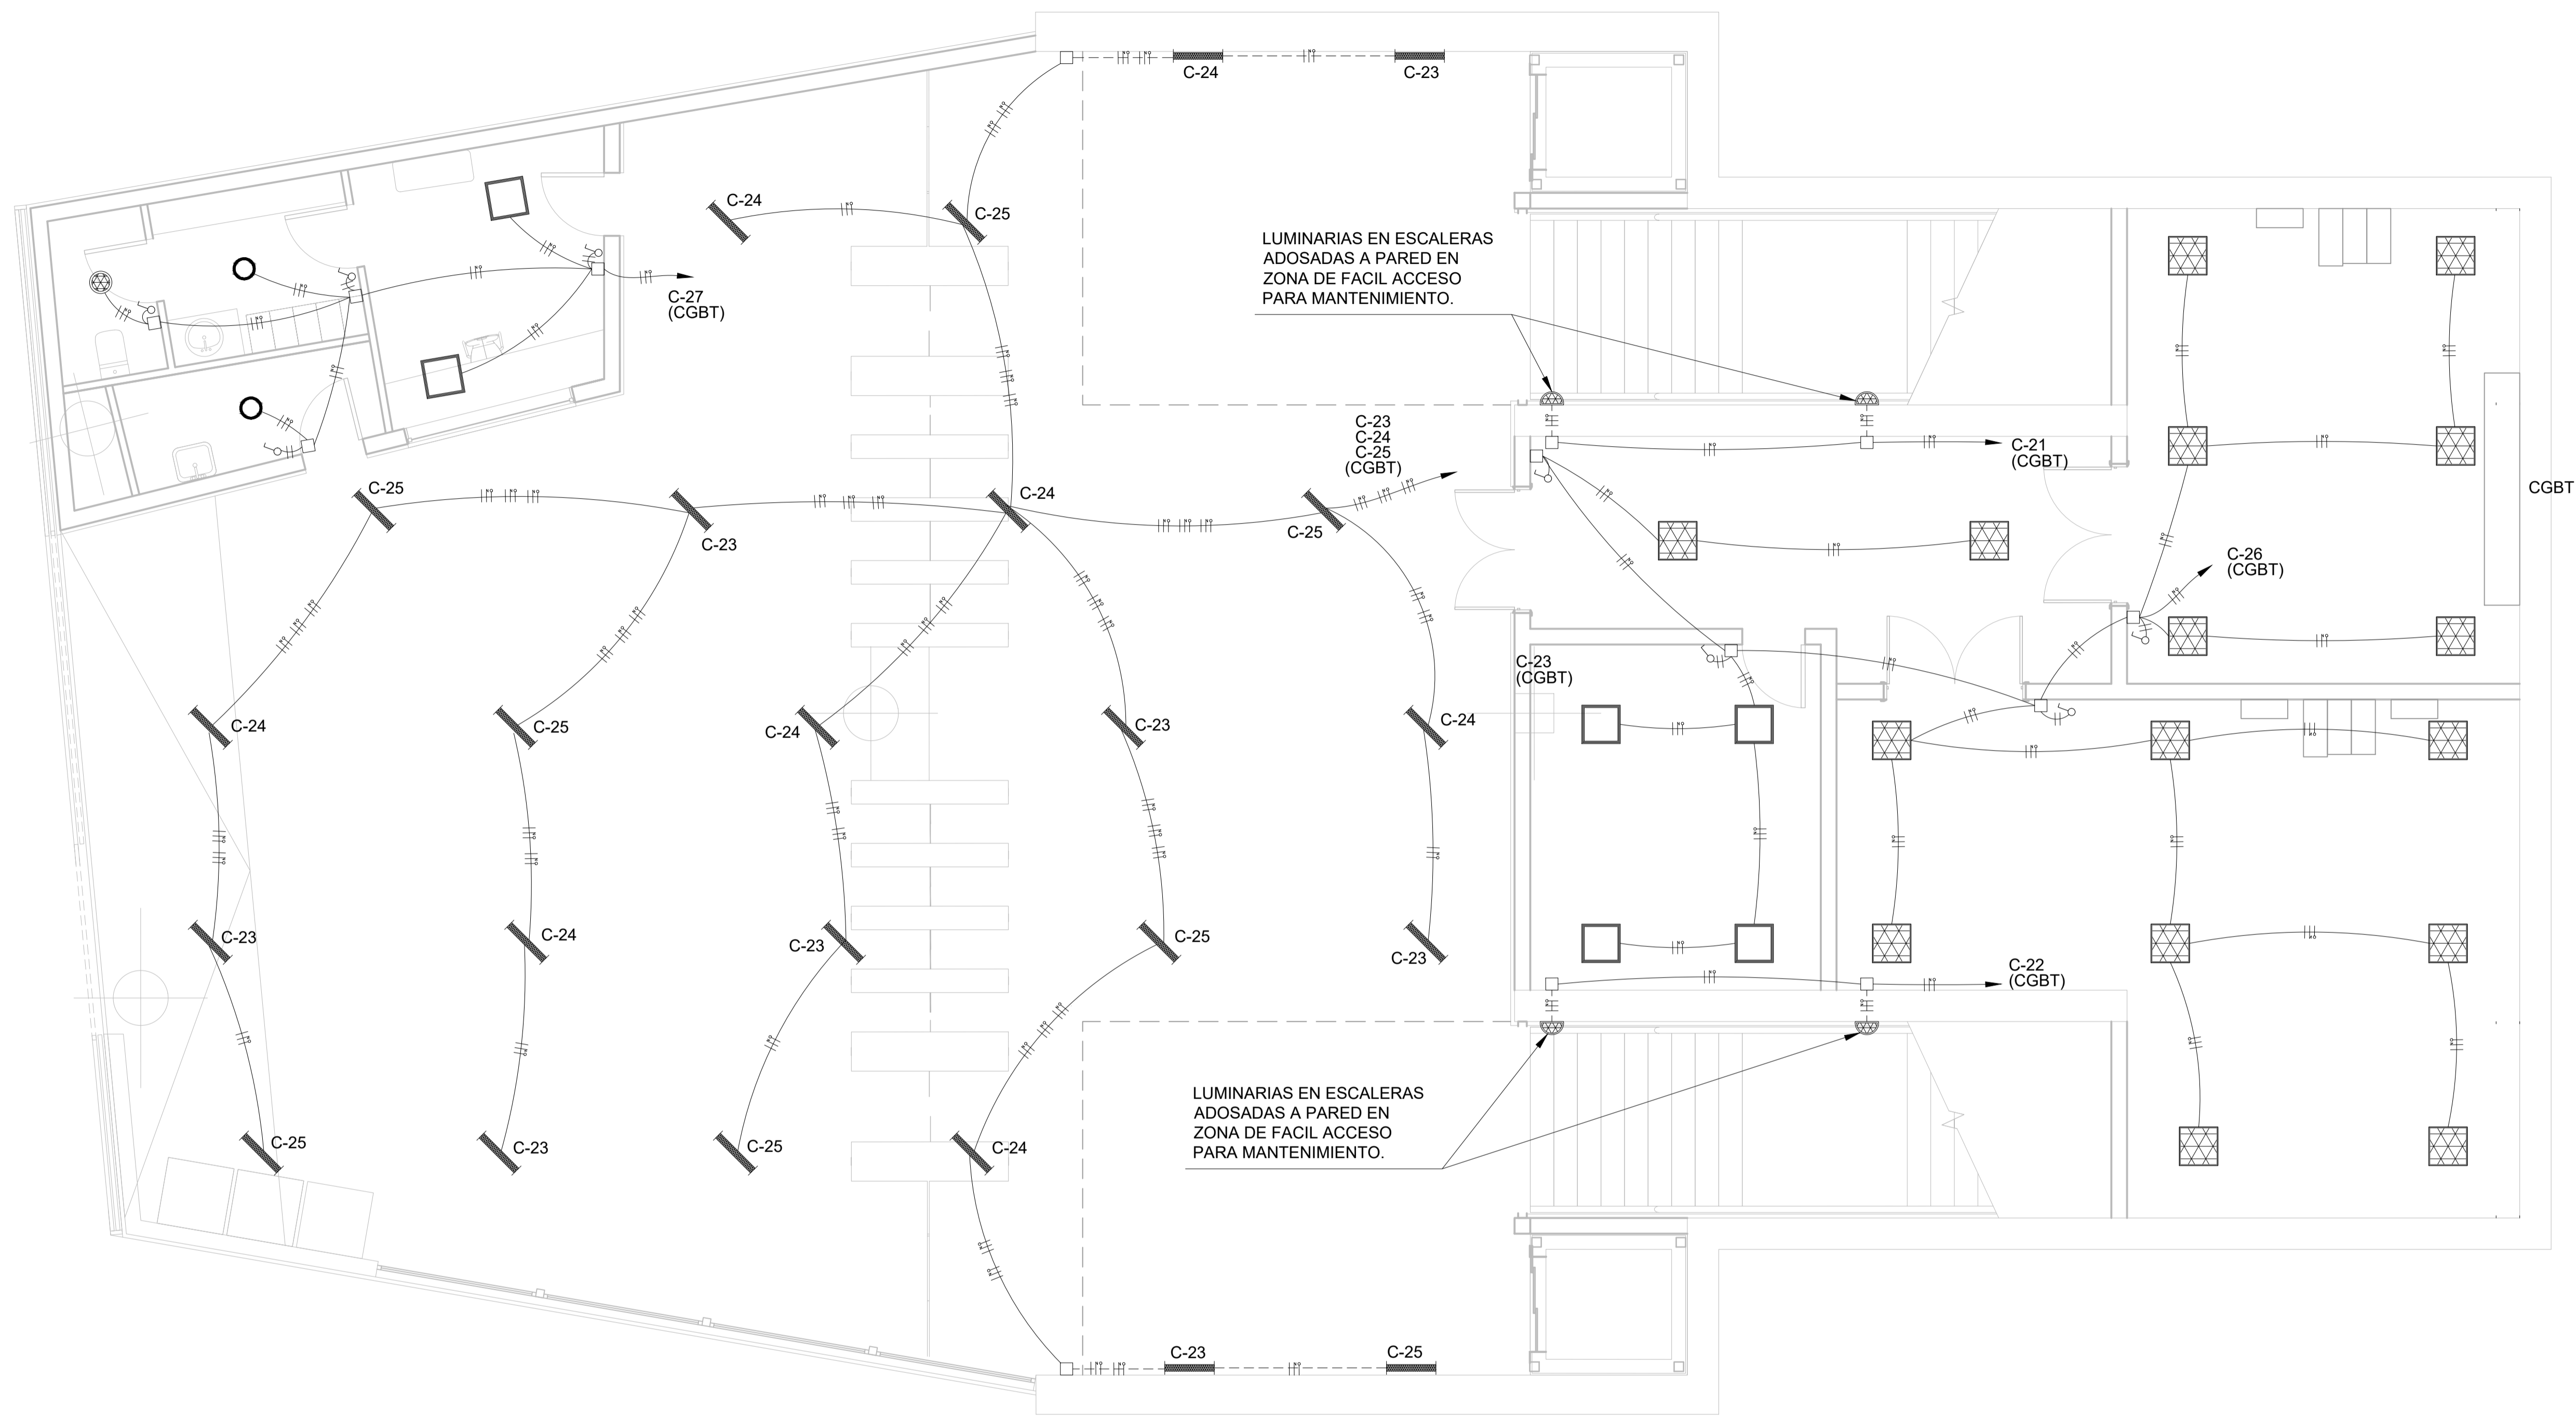 C-24
C-23
C-24
C-25
LUMINARIAS EN ESCALERAS
ADOSADAS A PARED EN
ZONA DE FACIL ACCESO
PARA MANTENIMIENTO.
C-27
(CGBT)
C-23
C-24
C-25
(CGBT)
C-21
(CGBT)
CGBT
C-25
C-23
C-24
C-25
C-26
(CGBT)
C-23
(CGBT)
C-24
C-25
C-24
C-23
C-24
C-23
C-24
C-23
C-25
C-23
C-22
(CGBT)
LUMINARIAS EN ESCALERAS
ADOSADAS A PARED EN
ZONA DE FACIL ACCESO
PARA MANTENIMIENTO.
C-25
C-23
C-25
C-24
C-23
C-25